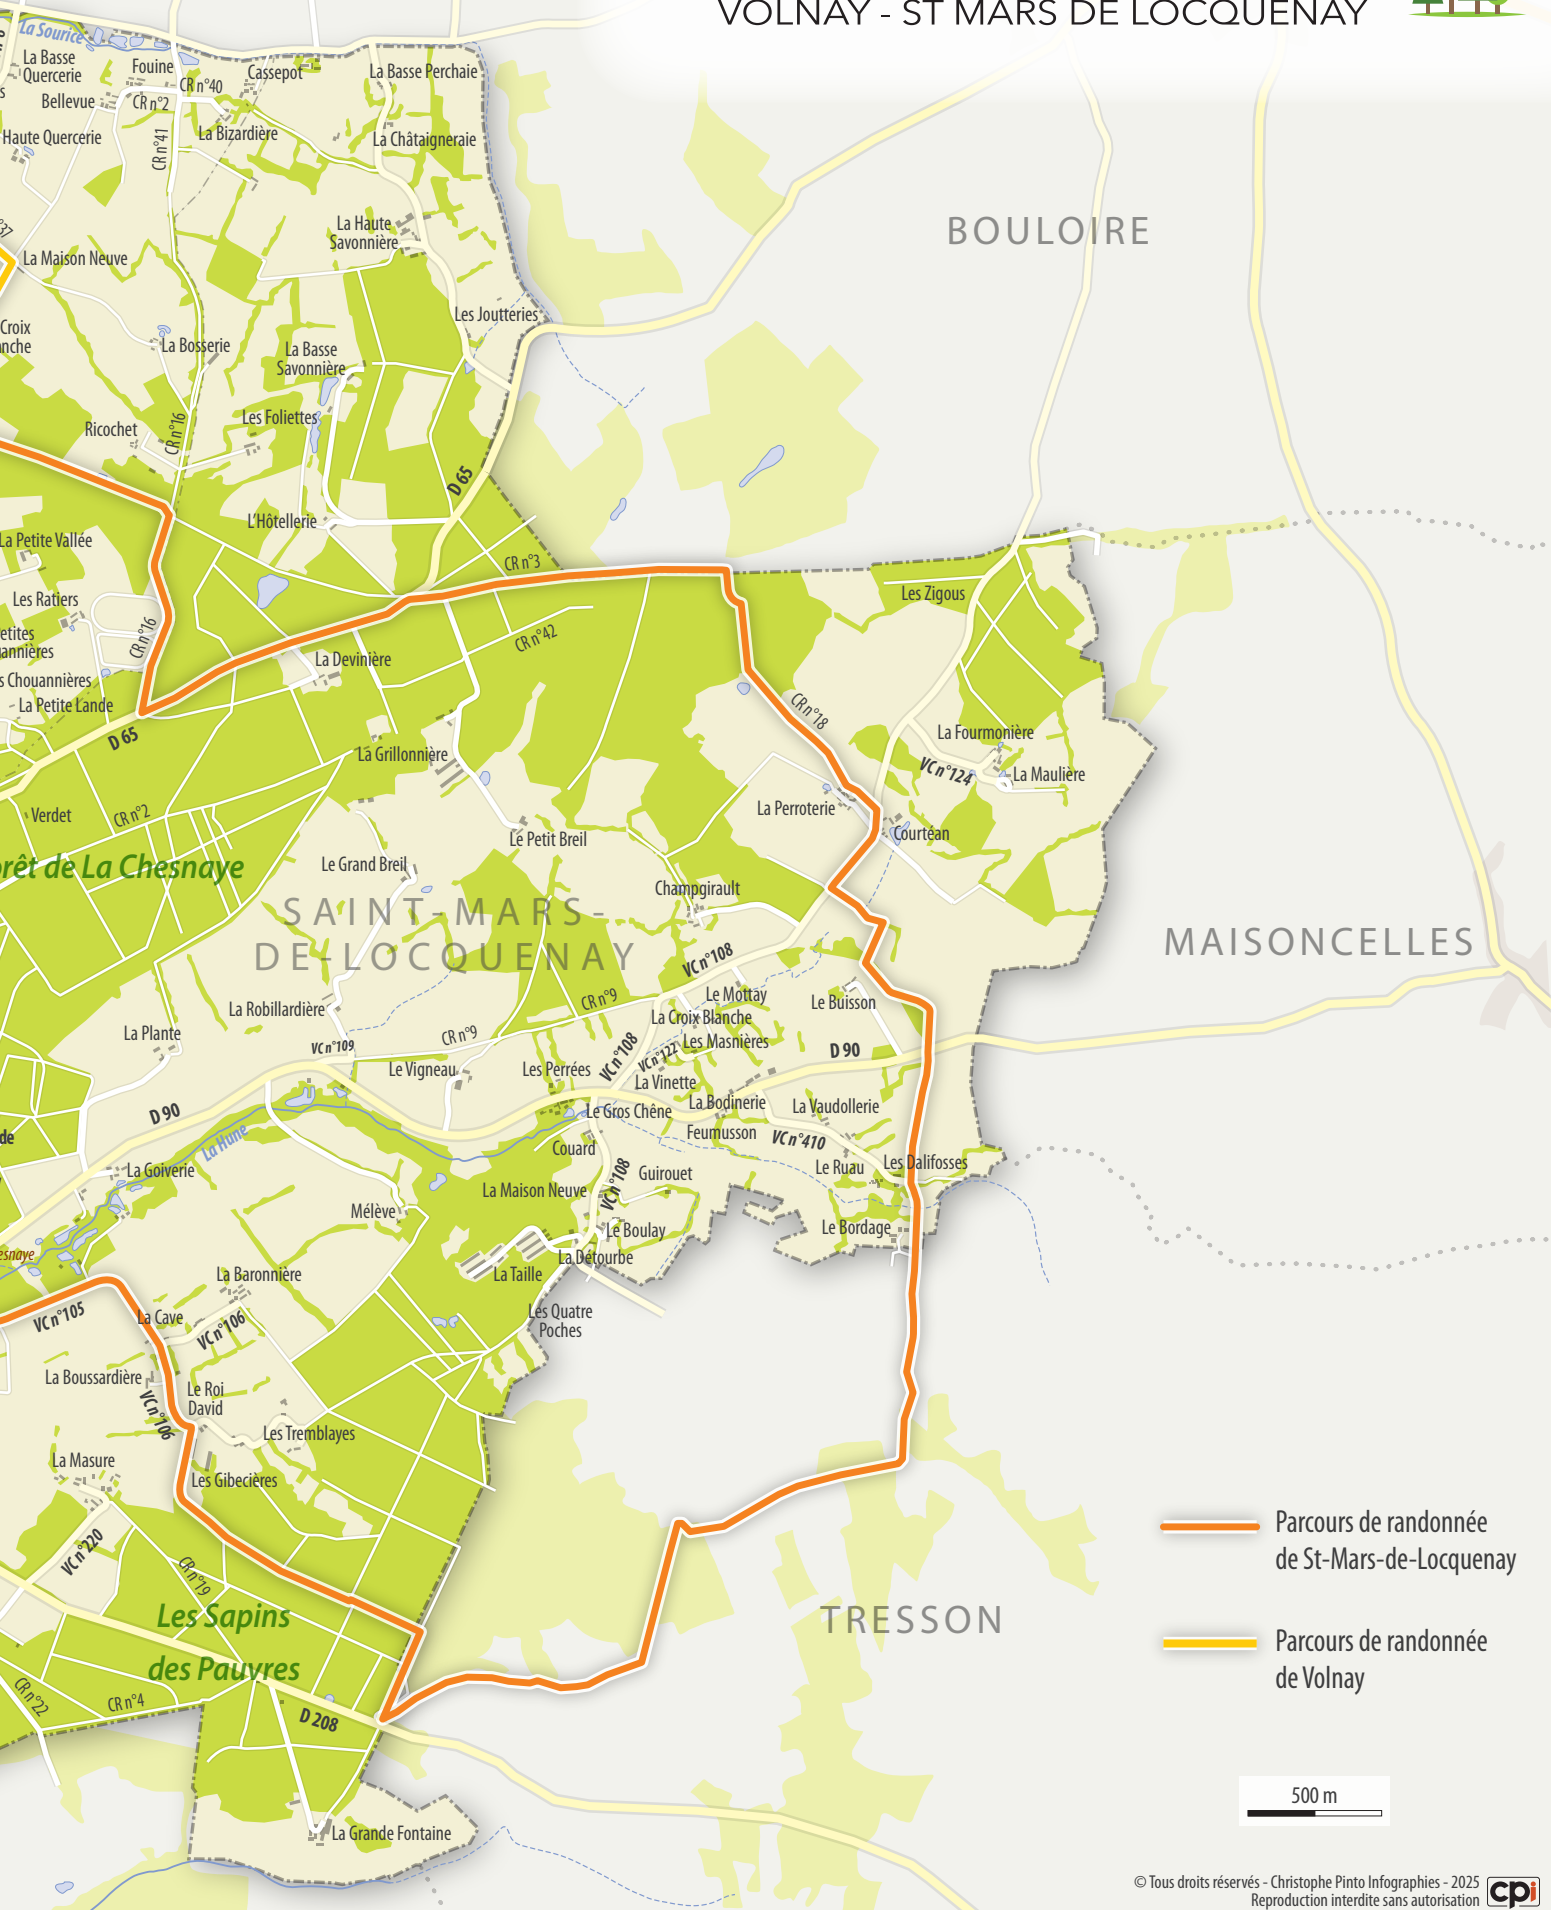 VOLNAY - ST MARS DE LOCQUENAY
La Source
La Basse
Quercerie
Fouine
Cassepot
La Basse Perchaie
CR n°40
Bellevue
CR n°2
Haute Quercerie
CR n°41
La Bizardière
La Châtaigneraie
La Haute
Savonnière
BOULOIRE
La Maison Neuve
Les Joutteries
Croix
La Bosserie
La Basse
Savonnière
Ricochet
CR n°16
Les Foliettes
D 65
L'Hôtellerie
La Petite Vallée
CR n°3
Les Ratiers
Les Zigous
CR n°16
CR n°42
La Devinière
s Chouannières
La Petite Lande
CR n°18
D 65
La Grillonnière
La Fourmonière
VC n°124
La Maulière
Verdet
CR n°2
La Perroterie
Courtéan
Le Petit Breil
orêt de La Chesnaye
Le Grand Breil
Champgirault
SAINT-MARS-
DE-LOCQUENAY
MAISONCELLES
VC n°108
La Robillardière
CR n°9
Le Mottay
Le Buisson
La Croix Blanche
La Plante
VC n°109
CR n°9
VC n°108
VC n°122
Les Masnières
D 90
Le Vigneau
Les Perrées
La Vinette
D 90
Le Gros Chêne
La Bodinerie
La Vaudollerie
de
La Hune
Feumusson
VC n°410
Couard
La Goiverie
Guirouet
Le Ruau
Les Dalifosses
La Maison Neuve
VC n°108
Mélève
Le Boulay
Le Bordage
esnaye
La Détourbe
La Taille
La Baronnière
VC n°105
La Cave
VC n°106
Les Quatre
Poches
La Boussardière
VC n°106
Le Roi
David
Les Tremblayes
La Masure
Les Gibecières
Parcours de randonnée
de St-Mars-de-Locquenay
VC n°220
CR n°19
Les Sapins
des Pauvres
TRESSON
Parcours de randonnée
de Volnay
CR n°22
CR n°4
D 208
500 m
La Grande Fontaine
© Tous droits réservés - Christophe Pinto Infographies - 2025
Reproduction interdite sans autorisation
cpi